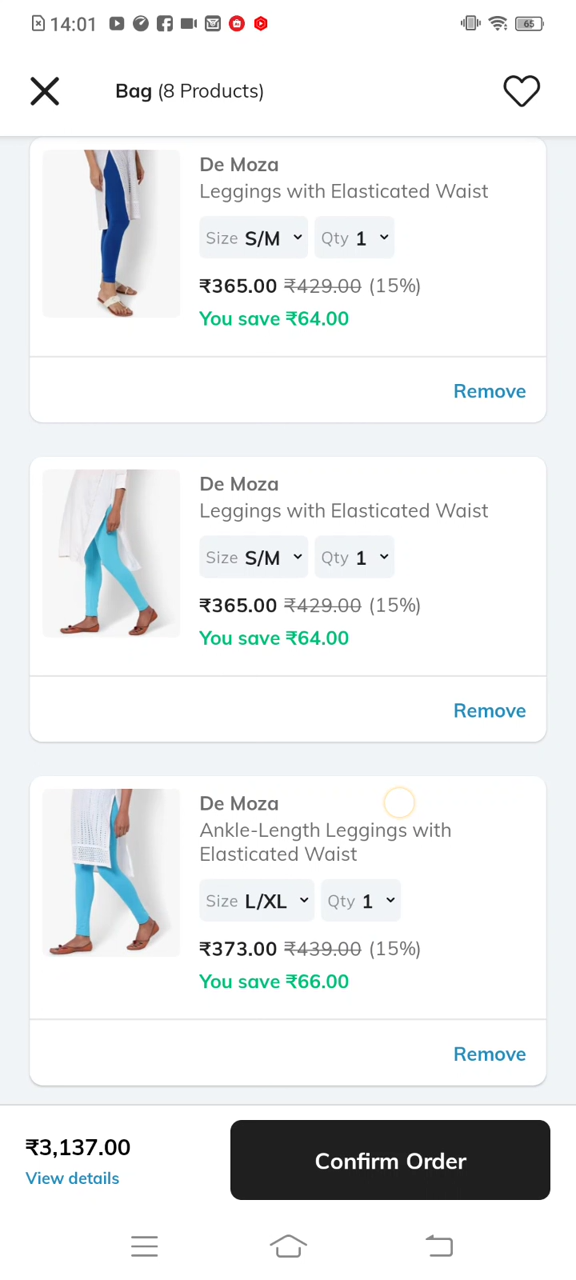 14:01
65
Bag (8 Products)
De Moza
Leggings with Elasticated Waist
Size S/M Qty 1
₹365.00 ₹429.00 (15%)
You save ₹64.00
Remove
De Moza
Leggings with Elasticated Waist
Size S/M Qty 1
₹365.00 ₹429.00 (15%)
You save ₹64.00
Remove
De Moza
Ankle-Length Leggings with
Elasticated Waist
Size L/XL Qty 1
₹373.00 ₹439.00 (15%)
You save ₹66.00
Remove
₹3,137.00
View details
Confirm Order